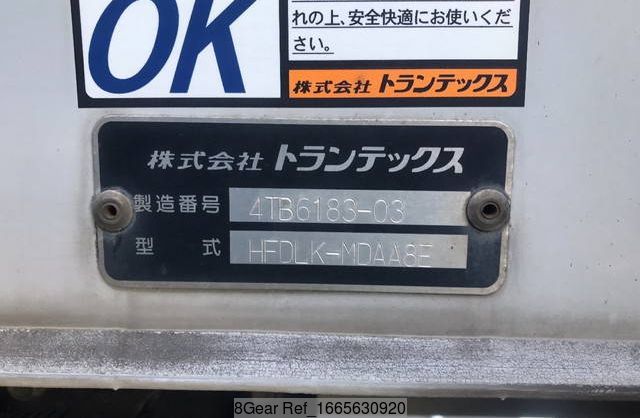 OK
れの上、安全快適にお使いくだ
さい。
株式会社 トランテックス
株式会社 トランテックス
製造番号 4TB6183-03
型 式 HFDLK-MDAA8E
8Gear Ref_1665630920